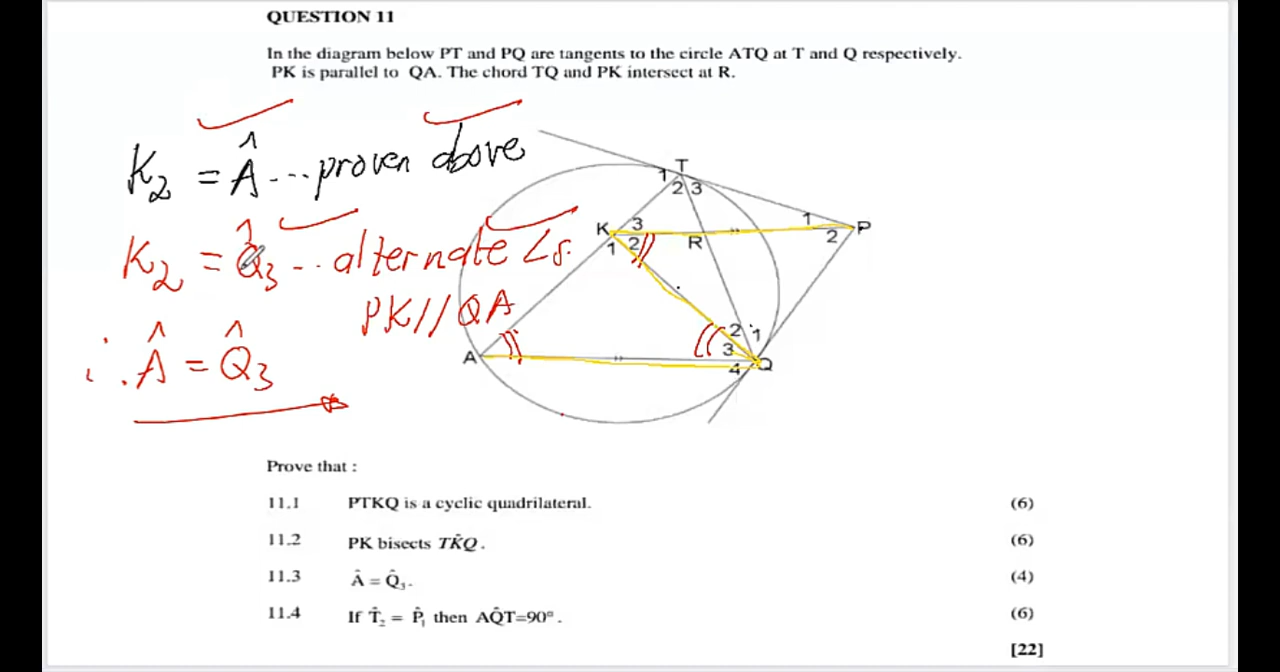 QUESTION 11
In the diagram below PT and PQ are tangents to the circle ATQ at T and Q respectively.
PK is parallel to QA. The chord TQ and PK intersect at R.
K₂ = Â ... proven above
K₂ = Q̂₃ ... alternate ∠s.
PK//QA
∴ Â = Q̂₃
T
1
2 3
K 3
1 2
R
1
2
P
A
2 1
3
4 Q
Prove that :
11.1 PTKQ is a cyclic quadrilateral. (6)
11.2 PK bisects TK̂Q . (6)
11.3 Â = Q̂₃. (4)
11.4 If T̂₂ = P̂₁ then AQ̂T=90° . (6)
[22]